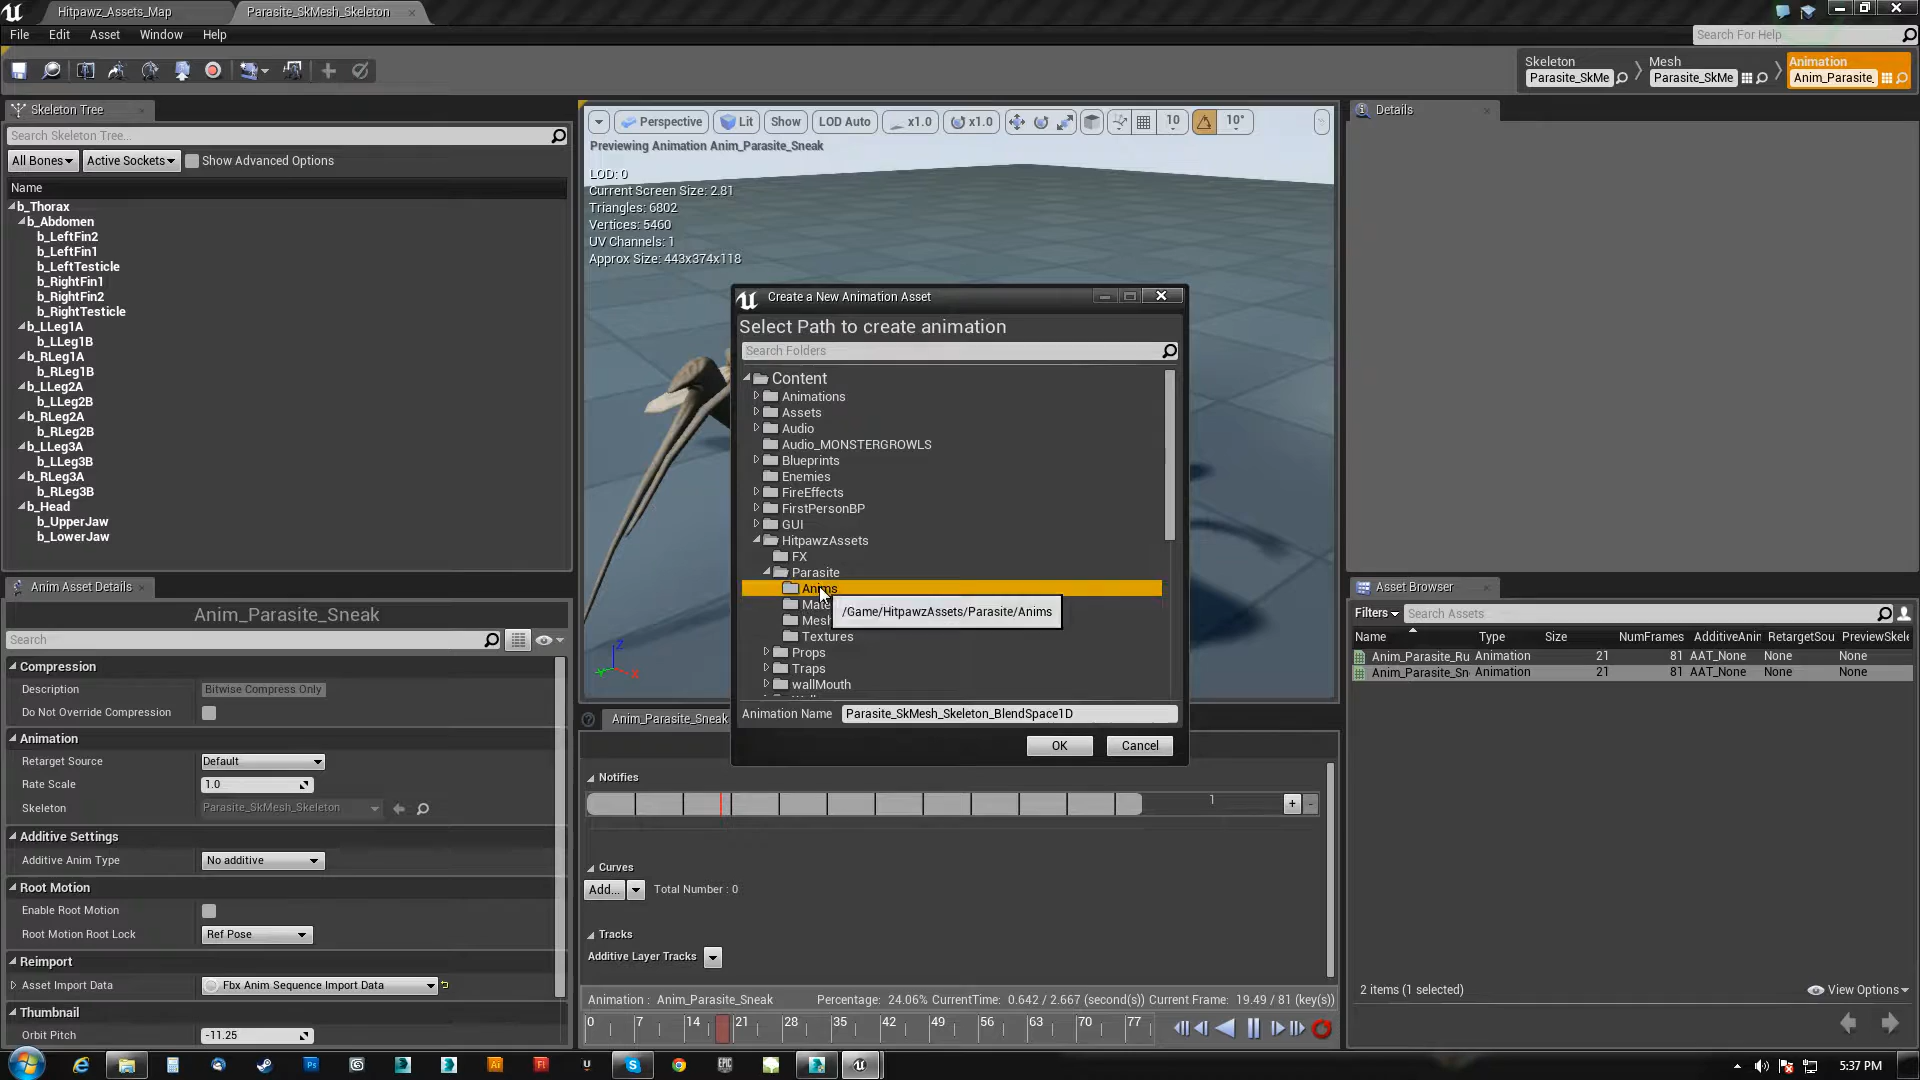 Hitpawz_Assets_Map
Parasite_SkMesh_Skeleton
File Edit Asset Window Help
Search For Help
Skeleton
Parasite_SkMe
Mesh
Parasite_SkMe
Animation
Anim_Parasite_
Skeleton Tree
Search Skeleton Tree...
All Bones
Active Sockets
Show Advanced Options
Name
b_Thorax
b_Abdomen
b_LeftFin2
b_LeftFin1
b_LeftTesticle
b_RightFin1
b_RightFin2
b_RightTesticle
b_LLeg1A
b_LLeg1B
b_RLeg1A
b_RLeg1B
b_LLeg2A
b_LLeg2B
b_RLeg2A
b_RLeg2B
b_LLeg3A
b_LLeg3B
b_RLeg3A
b_RLeg3B
b_Head
b_UpperJaw
b_LowerJaw
Anim Asset Details
Anim_Parasite_Sneak
Search
Compression
Description Bitwise Compress Only
Do Not Override Compression
Animation
Retarget Source Default
Rate Scale 1.0
Skeleton Parasite_SkMesh_Skeleton
Additive Settings
Additive Anim Type No additive
Root Motion
Enable Root Motion
Root Motion Root Lock Ref Pose
Reimport
Asset Import Data Fbx Anim Sequence Import Data
Thumbnail
Orbit Pitch -11.25
Perspective Lit Show LOD Auto x1.0 x1.0 10 10°
Previewing Animation Anim_Parasite_Sneak
LOD: 0
Current Screen Size: 2.81
Triangles: 6802
Vertices: 5460
UV Channels: 1
Approx Size: 443x374x118
Z
Y
X
Create a New Animation Asset
Select Path to create animation
Search Folders
Content
Animations
Assets
Audio
Audio_MONSTERGROWLS
Blueprints
Enemies
FireEffects
FirstPersonBP
GUI
HitpawzAssets
FX
Parasite
Anims
Mate
/Game/HitpawzAssets/Parasite/Anims
Mesh
Textures
Props
Traps
wallMouth
Animation Name Parasite_SkMesh_Skeleton_BlendSpace1D
OK Cancel
Anim_Parasite_Sneak
Notifies
1
+ -
Curves
Add... Total Number : 0
Tracks
Additive Layer Tracks
Animation : Anim_Parasite_Sneak Percentage: 24.06% CurrentTime: 0.642 / 2.667 (second(s)) Current Frame: 19.49 / 81 (key(s))
0 7 14 21 28 35 42 49 56 63 70 77
Details
Asset Browser
Filters Search Assets
Name Type Size NumFrames AdditiveAnin RetargetSou PreviewSkele
Anim_Parasite_Ru Animation 21 81 AAT_None None None
Anim_Parasite_Sn Animation 21 81 AAT_None None None
2 items (1 selected)
View Options
Ps
Ai
Fl
EPIC
5:37 PM